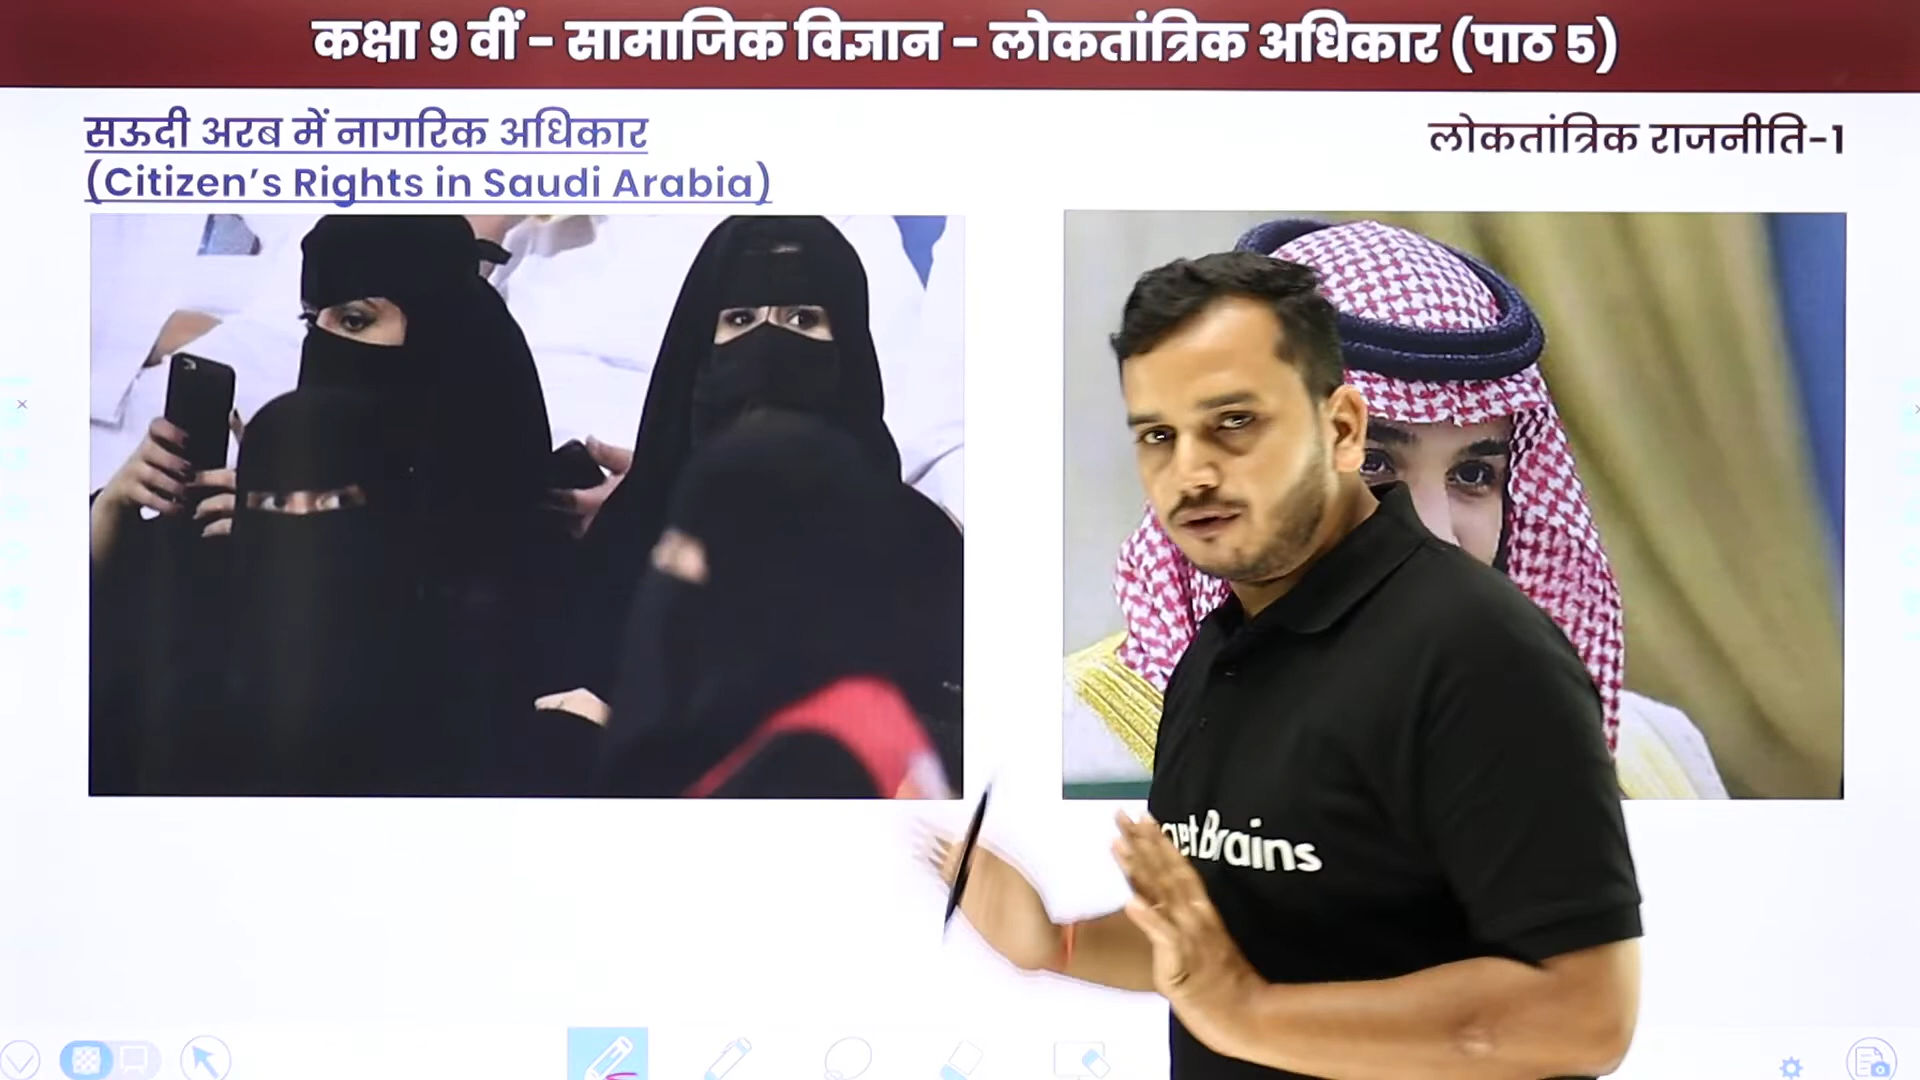 कक्षा 9 वीं - सामाजिक विज्ञान - लोकतांत्रिक अधिकार (पाठ 5)
सऊदी अरब में नागरिक अधिकार
(Citizen's Rights in Saudi Arabia)
लोकतांत्रिक राजनीति-1